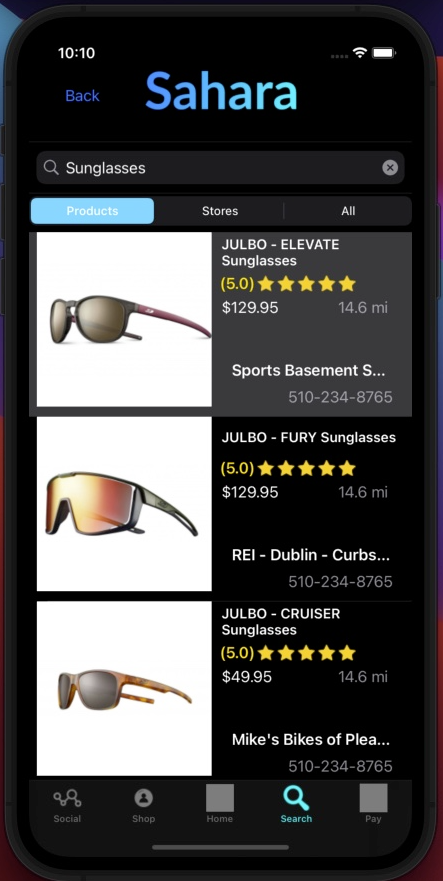 10:10
Back
Sahara
Sunglasses
Products
Stores
All
JULBO - ELEVATE
Sunglasses
(5.0)
$129.95
14.6 mi
Sports Basement S...
510-234-8765
JULBO - FURY Sunglasses
(5.0)
$129.95
14.6 mi
REI - Dublin - Curbs...
510-234-8765
JULBO - CRUISER
Sunglasses
(5.0)
$49.95
14.6 mi
Mike's Bikes of Plea...
510-234-8765
Social
Shop
Home
Search
Pay